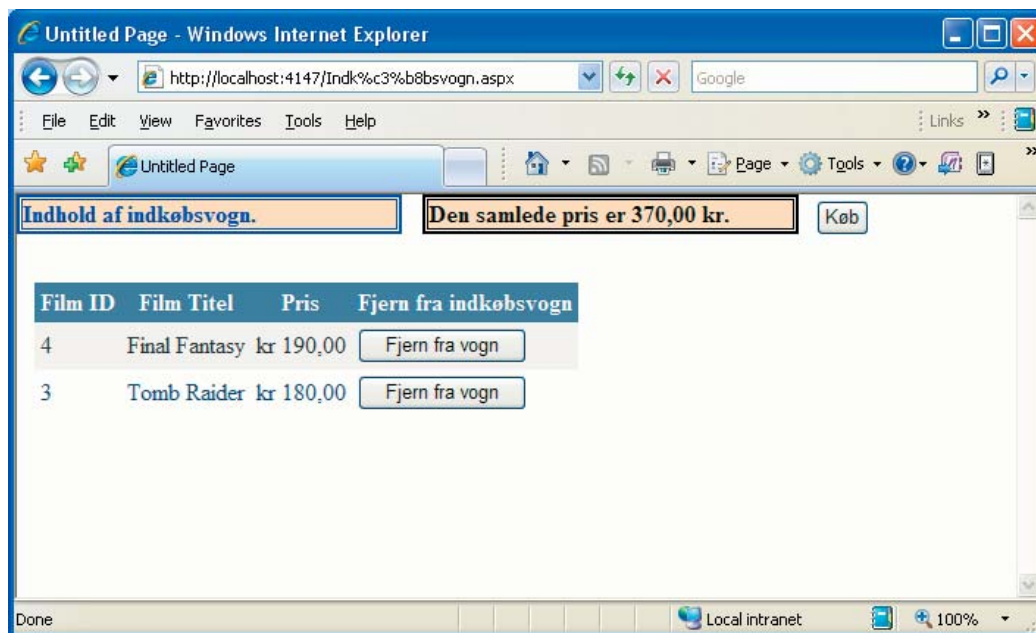 Untitled Page - Windows Internet Explorer
http://localhost:4147/Indk%c3%b8bsvogn.aspx Google
File Edit View Favorites Tools Help Links »
Untitled Page Page Tools »
Indhold af indkøbsvogn. Den samlede pris er 370,00 kr. Køb
Film ID Film Titel Pris Fjern fra indkøbsvogn
4 Final Fantasy kr 190,00 Fjern fra vogn
3 Tomb Raider kr 180,00 Fjern fra vogn
Done Local intranet 100%